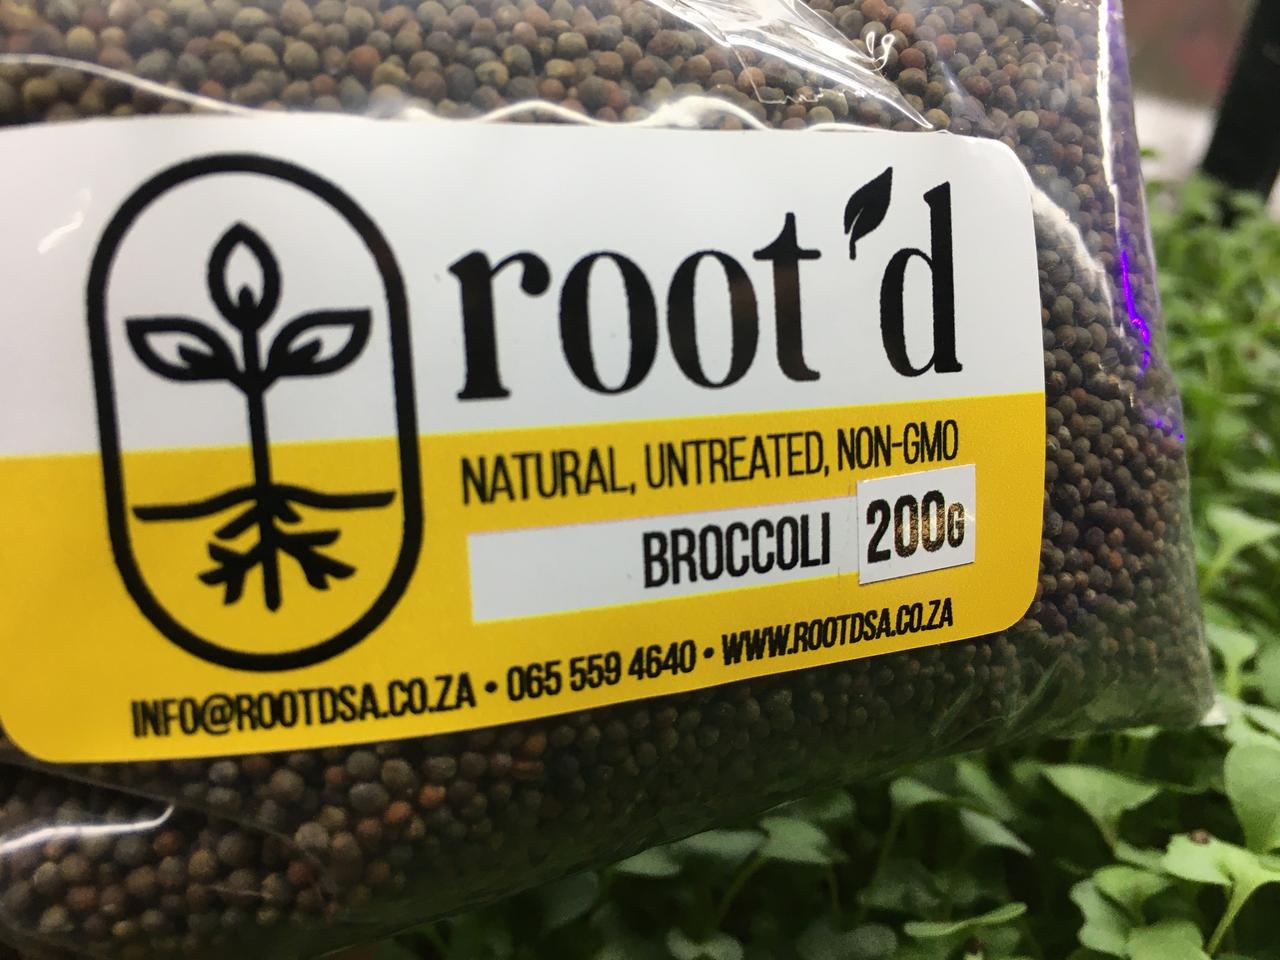 root'd
NATURAL, UNTREATED, NON-GMO
BROCCOLI 200G
INFO@ROOTDSA.CO.ZA • 065 559 4640 • WWW.ROOTDSA.CO.ZA